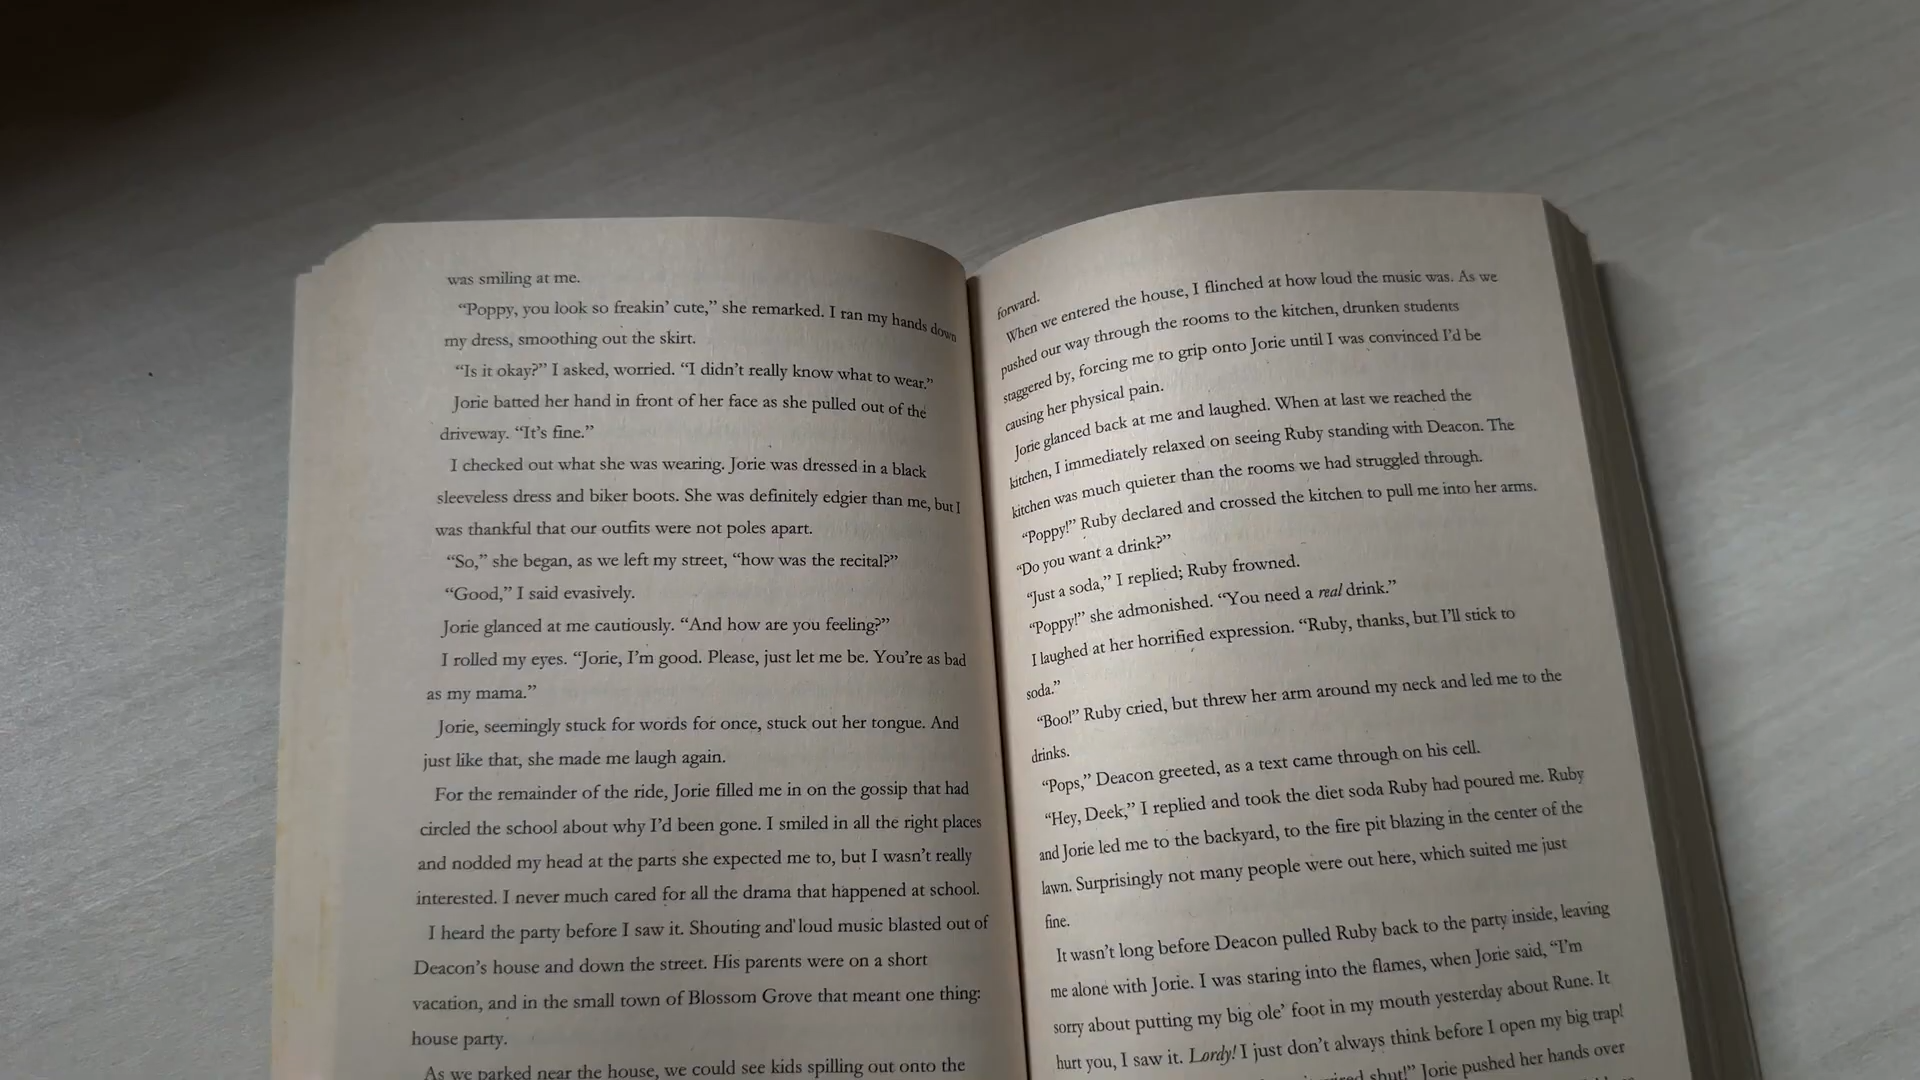 was smiling at me.
“Poppy, you look so freakin’ cute,” she remarked. I ran my hands down
my dress, smoothing out the skirt.
“Is it okay?” I asked, worried. “I didn’t really know what to wear.”
Jorie batted her hand in front of her face as she pulled out of the
driveway. “It’s fine.”
I checked out what she was wearing. Jorie was dressed in a black
sleeveless dress and biker boots. She was definitely edgier than me, but I
was thankful that our outfits were not poles apart.
“So,” she began, as we left my street, “how was the recital?”
“Good,” I said evasively.
Jorie glanced at me cautiously. “And how are you feeling?”
I rolled my eyes. “Jorie, I’m good. Please, just let me be. You’re as bad
as my mama.”
Jorie, seemingly stuck for words for once, stuck out her tongue. And
just like that, she made me laugh again.
For the remainder of the ride, Jorie filled me in on the gossip that had
circled the school about why I’d been gone. I smiled in all the right places
and nodded my head at the parts she expected me to, but I wasn’t really
interested. I never much cared for all the drama that happened at school.
I heard the party before I saw it. Shouting and loud music blasted out of
Deacon’s house and down the street. His parents were on a short
vacation, and in the small town of Blossom Grove that meant one thing:
house party.
As we parked near the house, we could see kids spilling out onto the
forward.
When we entered the house, I flinched at how loud the music was. As we
pushed our way through the rooms to the kitchen, drunken students
staggered by, forcing me to grip onto Jorie until I was convinced I’d be
causing her physical pain.
Jorie glanced back at me and laughed. When at last we reached the
kitchen, I immediately relaxed on seeing Ruby standing with Deacon. The
kitchen was much quieter than the rooms we had struggled through.
“Poppy!” Ruby declared and crossed the kitchen to pull me into her arms.
“Do you want a drink?”
“Just a soda,” I replied; Ruby frowned.
“Poppy!” she admonished. “You need a real drink.”
I laughed at her horrified expression. “Ruby, thanks, but I’ll stick to
soda.”
“Boo!” Ruby cried, but threw her arm around my neck and led me to the
drinks.
“Pops,” Deacon greeted, as a text came through on his cell.
“Hey, Deek,” I replied and took the diet soda Ruby had poured me. Ruby
and Jorie led me to the backyard, to the fire pit blazing in the center of the
lawn. Surprisingly not many people were out here, which suited me just
fine.
It wasn’t long before Deacon pulled Ruby back to the party inside, leaving
me alone with Jorie. I was staring into the flames, when Jorie said, “I’m
sorry about putting my big ole’ foot in my mouth yesterday about Rune. It
hurt you, I saw it. Lordy! I just don’t always think before I open my big trap!
shut!” Jorie pushed her hands over